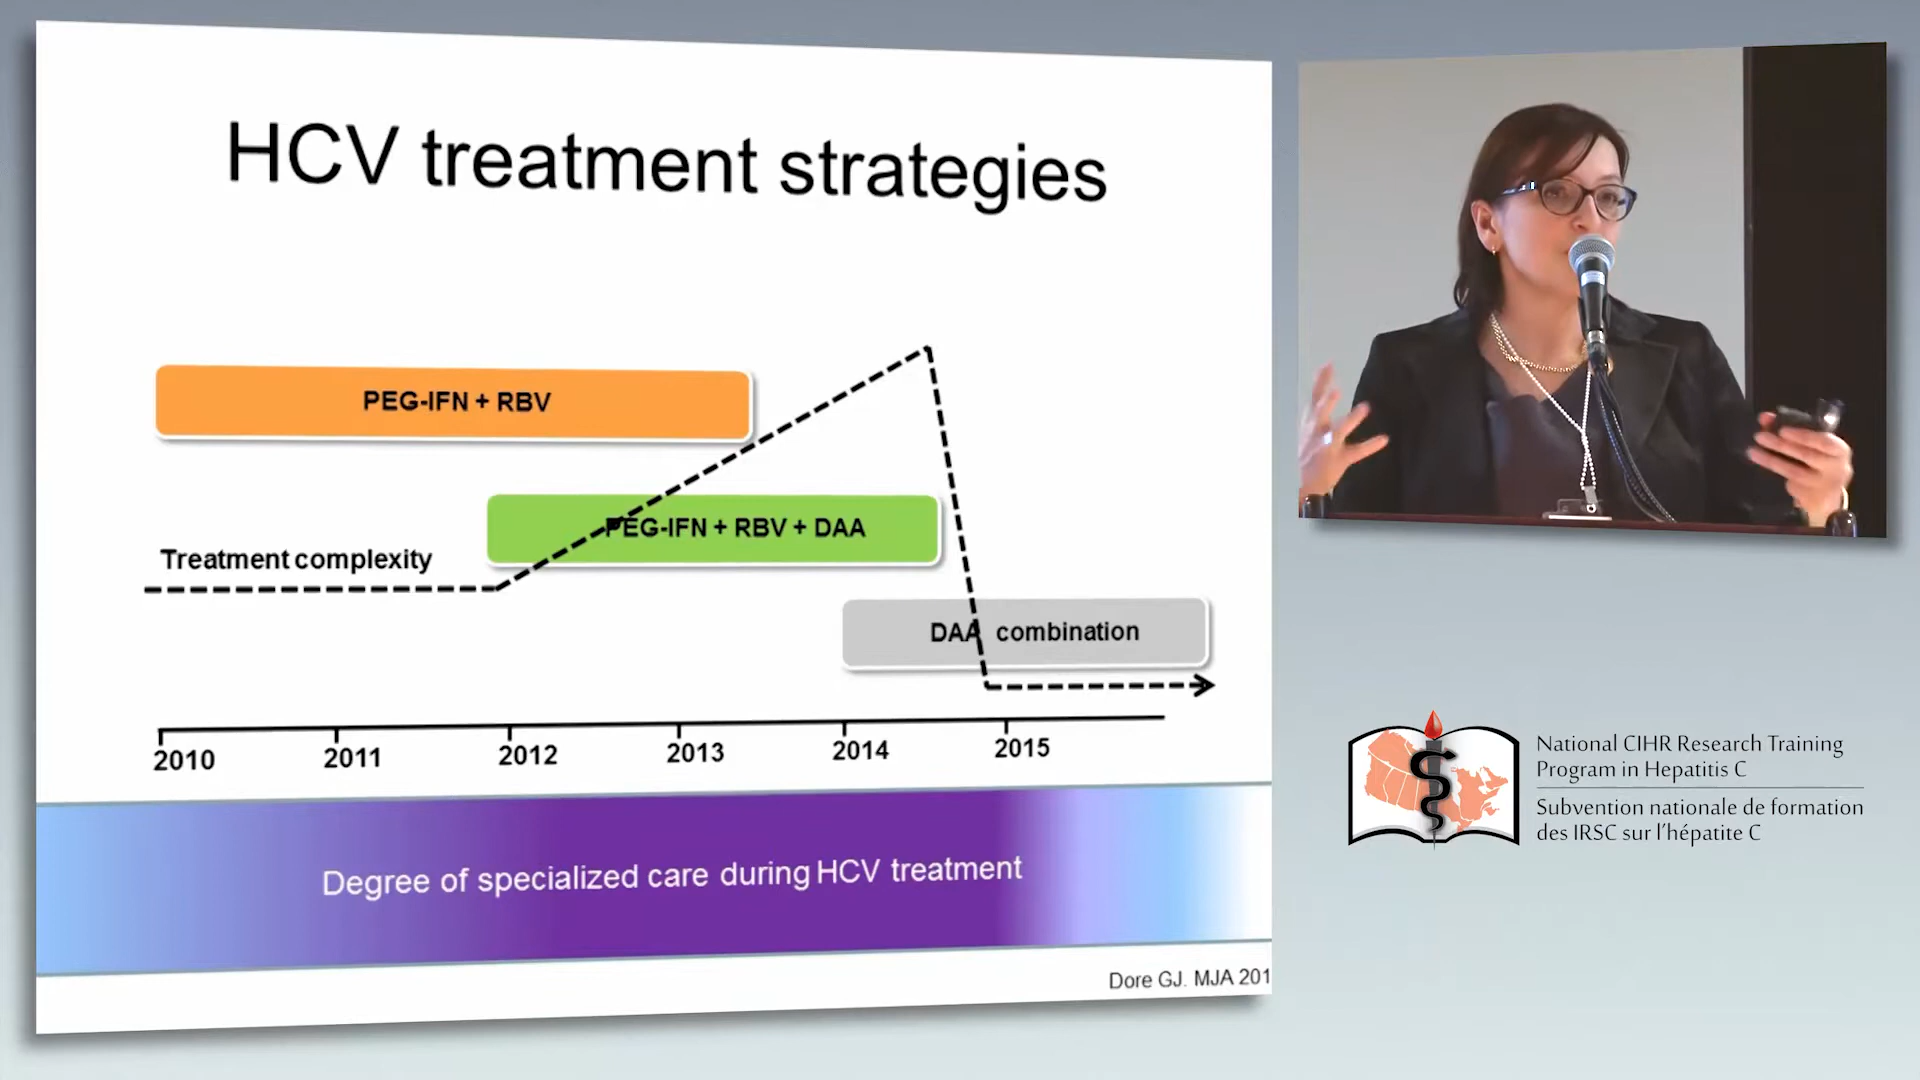 HCV treatment strategies
PEG-IFN + RBV
PEG-IFN + RBV + DAA
Treatment complexity
DAA combination
2010 2011 2012 2013 2014 2015
Degree of specialized care during HCV treatment
Dore GJ. MJA 201
National CIHR Research Training
Program in Hepatitis C
Subvention nationale de formation
des IRSC sur l'hépatite C